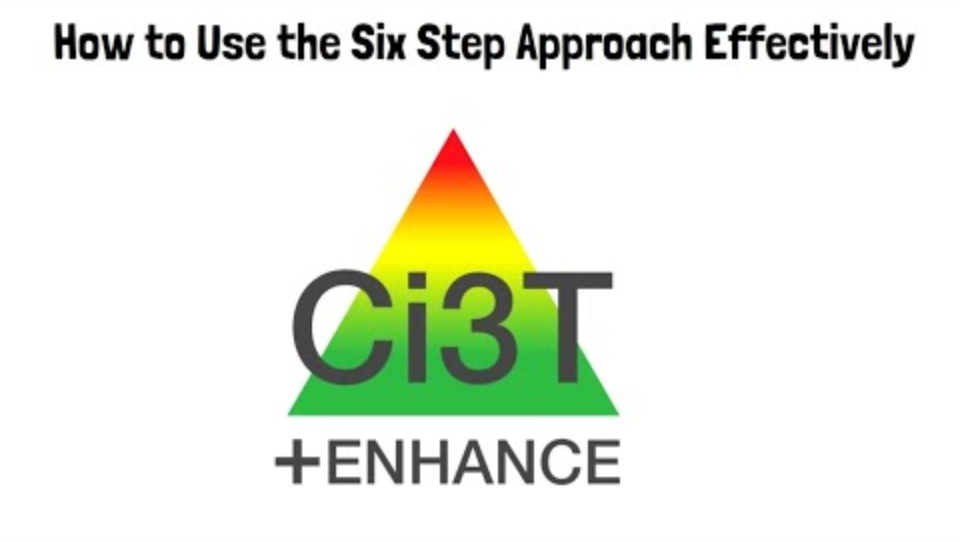 How to Use the Six Step Approach Effectively
Ci3T
+ENHANCE